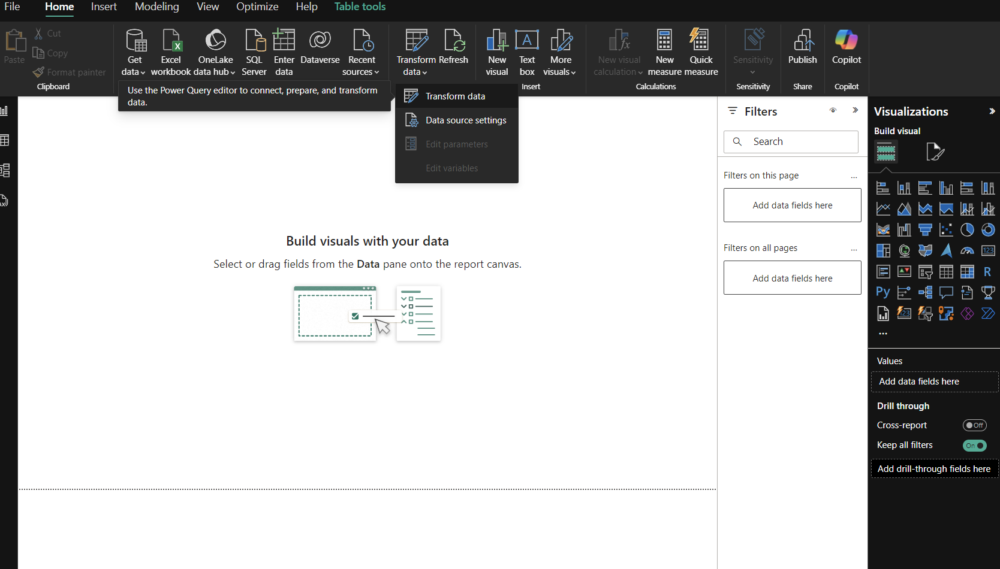 File Home Insert Modeling View Optimize Help Table tools
Paste
Cut
Copy
Format painter
Clipboard
Get data
Excel workbook
OneLake data hub
SQL Server
Enter data
Dataverse
Recent sources
Transform data
Refresh
New visual
Text box
More visuals
Insert
New visual calculation
New measure
Quick measure
Calculations
Sensitivity
Sensitivity
Publish
Share
Copilot
Copilot
Use the Power Query editor to connect, prepare, and transform
data.
Transform data
Data source settings
Edit parameters
Edit variables
Build visuals with your data
Select or drag fields from the Data pane onto the report canvas.
Filters
Search
Filters on this page ...
Add data fields here
Filters on all pages ...
Add data fields here
Visualizations
Build visual
123
R
Py
123
...
Values
Add data fields here
Drill through
Cross-report Off
Keep all filters On
Add drill-through fields here